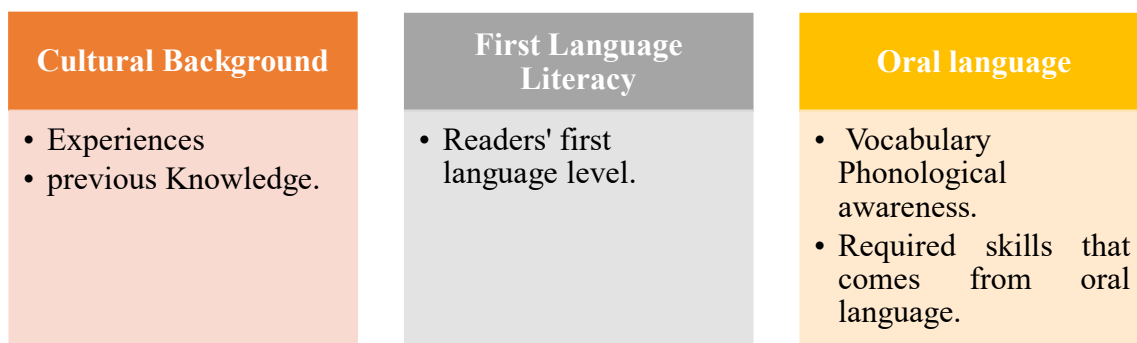 Cultural Background
• Experiences
• previous Knowledge.
First Language
Literacy
• Readers' first
language level.
Oral language
• Vocabulary
Phonological
awareness.
• Required skills that
comes from oral
language.